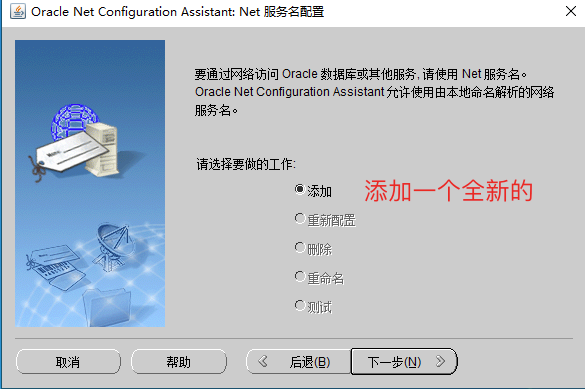 Oracle Net Configuration Assistant: Net 服务名配置
要通过网络访问 Oracle 数据库或其他服务, 请使用 Net 服务名。
Oracle Net Configuration Assistant 允许使用由本地命名解析的网络
服务名。
请选择要做的工作:
添加
添加一个全新的
重新配置
删除
重命名
测试
取消
帮助
后退(B)
下一步(N)